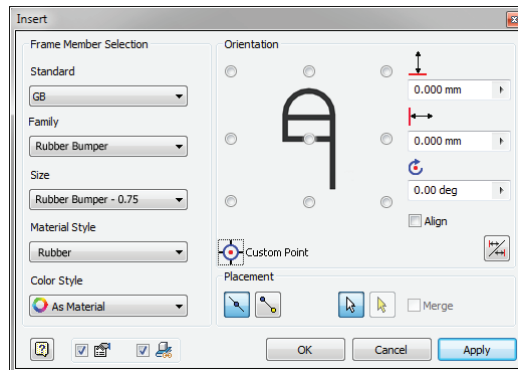 Insert
Frame Member Selection
Standard
GB
Family
Rubber Bumper
Size
Rubber Bumper - 0.75
Material Style
Rubber
Color Style
As Material
Orientation
0.000 mm
0.000 mm
0.00 deg
Align
Custom Point
Placement
Merge
OK
Cancel
Apply